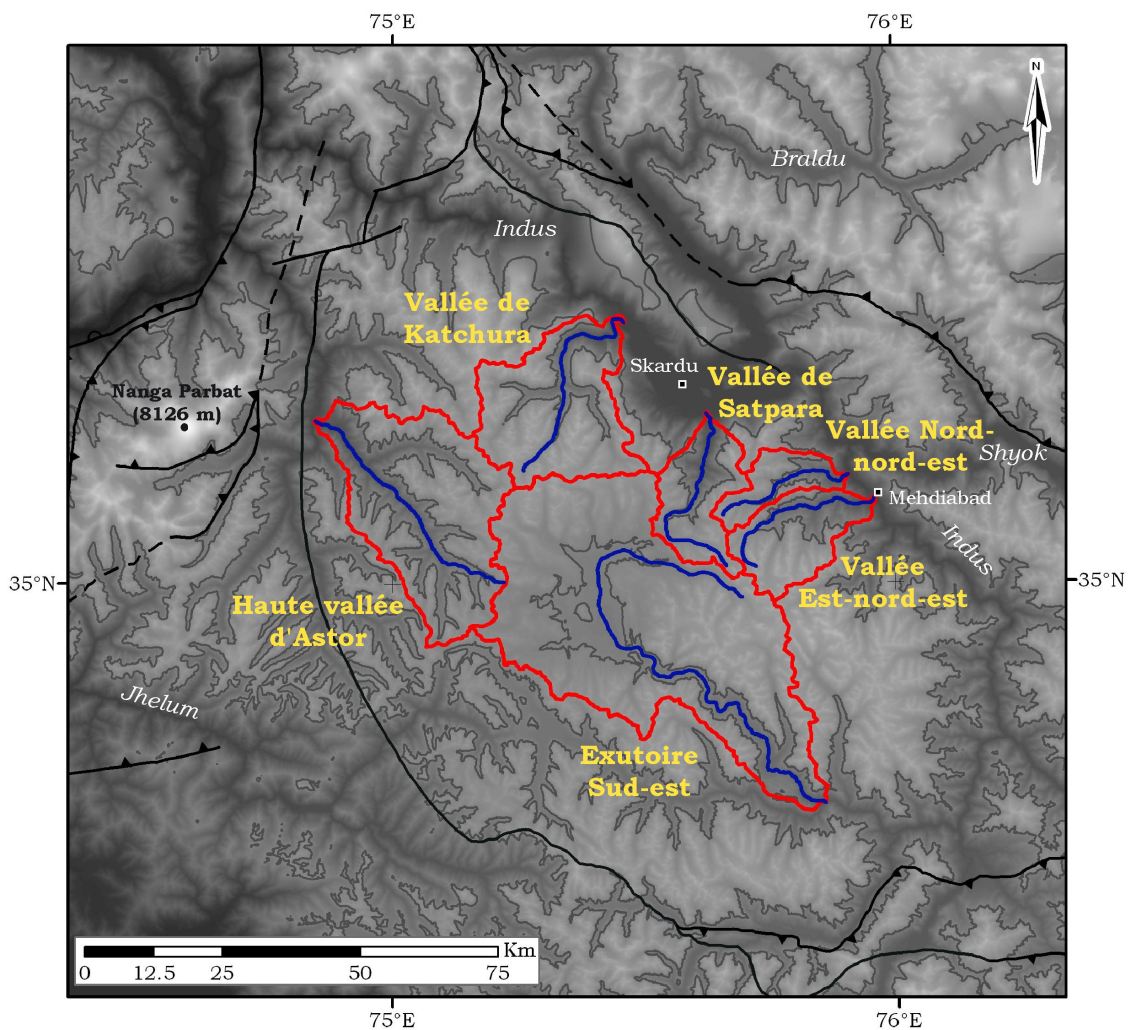 75°E
76°E
N
Braldu
Indus
Vallée de
Katchura
Skardu
Vallée de
Satpara
Nanga Parbat
(8126 m)
Vallée Nord-
nord-est
Shyok
Mehdiabad
Indus
35°N
35°N
Vallée
Est-nord-est
Haute vallée
d'Astor
Jhelum
Exutoire
Sud-est
Km
0 12.5 25 50 75
75°E
76°E